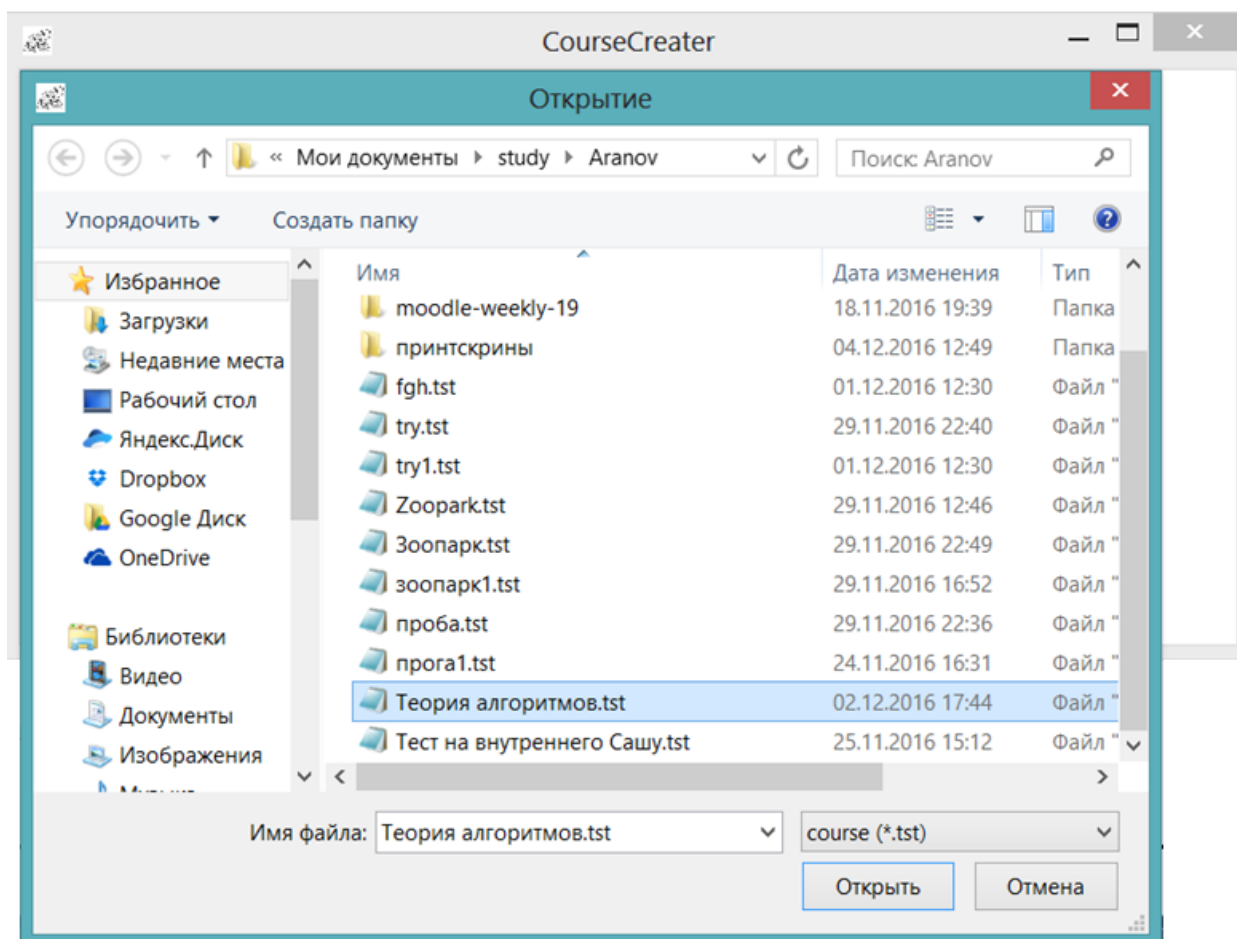 CourseCreater
Открытие
« Мои документы study Aranov Поиск: Aranov
Упорядочить Создать папку
Избранное
Загрузки
Недавние места
Рабочий стол
Яндекс.Диск
Dropbox
Google Диск
OneDrive
Библиотеки
Видео
Документы
Изображения
Имя Дата изменения Тип
moodle-weekly-19 18.11.2016 19:39 Папка
принтскрины 04.12.2016 12:49 Папка
fgh.tst 01.12.2016 12:30 Файл "
try.tst 29.11.2016 22:40 Файл "
try1.tst 01.12.2016 12:30 Файл "
Zoopark.tst 29.11.2016 12:46 Файл "
Зоопарк.tst 29.11.2016 22:49 Файл "
зоопарк1.tst 29.11.2016 16:52 Файл "
проба.tst 29.11.2016 22:36 Файл "
прога1.tst 24.11.2016 16:31 Файл "
Теория алгоритмов.tst 02.12.2016 17:44 Файл "
Тест на внутреннего Сашу.tst 25.11.2016 15:12 Файл "
Имя файла: Теория алгоритмов.tst course (*.tst)
Открыть Отмена